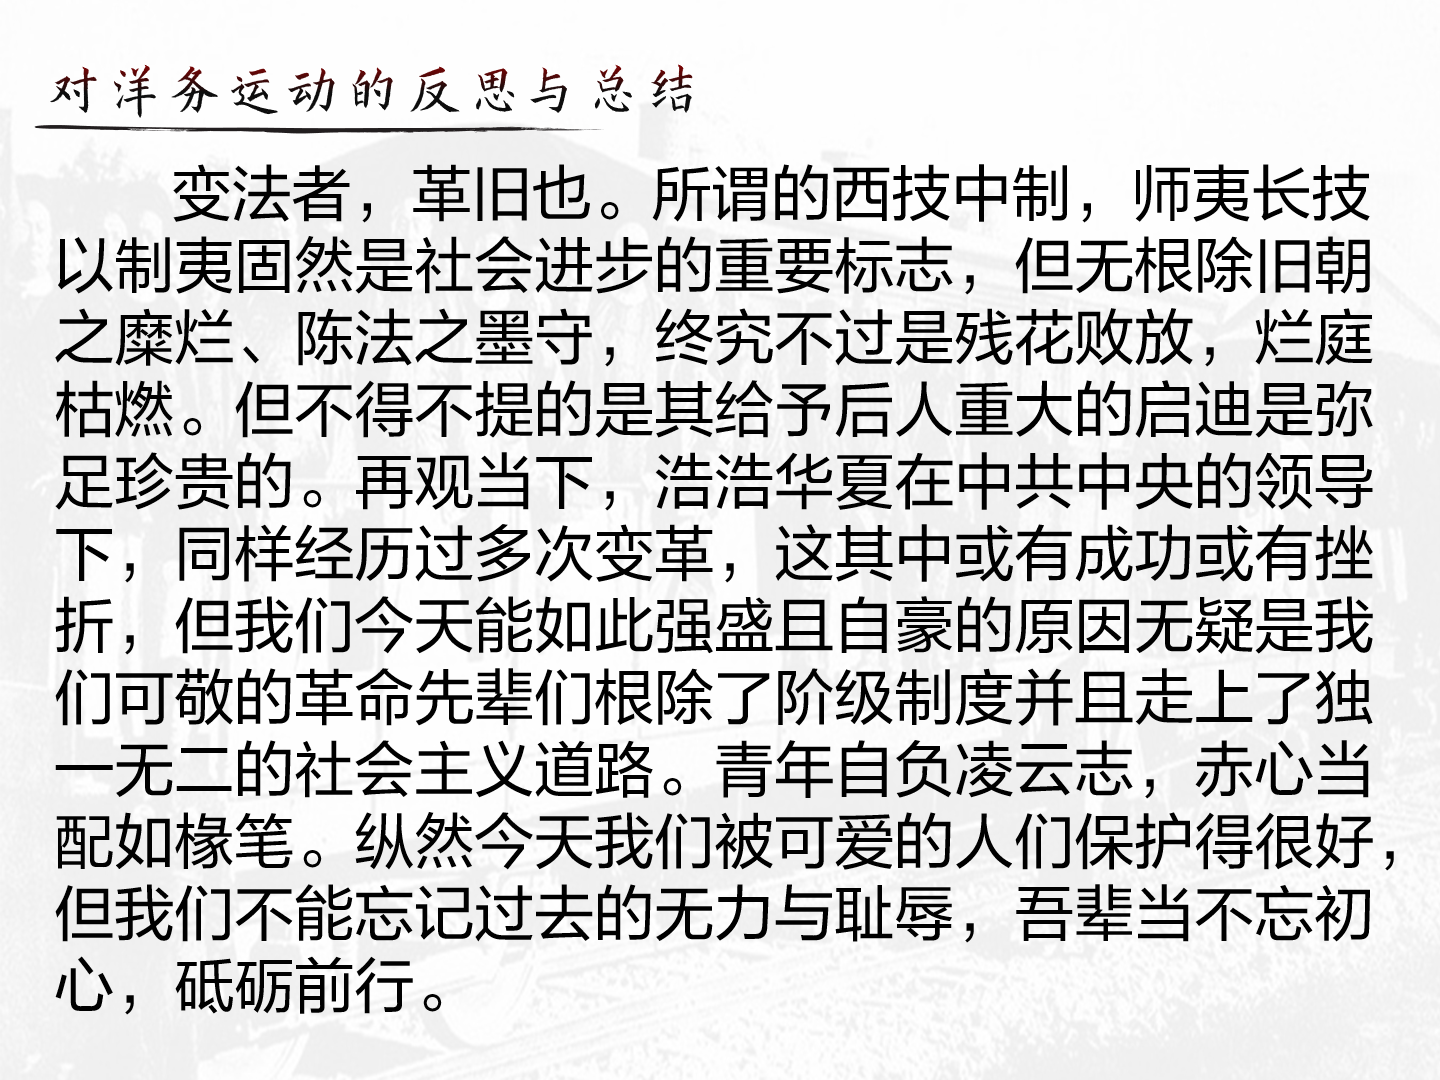 对洋务运动的反思与总结
变法者，革旧也。所谓的西技中制，师夷长技
以制夷固然是社会进步的重要标志，但无根除旧朝
之糜烂、陈法之墨守，终究不过是残花败放，烂庭
枯燃。但不得不提的是其给予后人重大的启迪是弥
足珍贵的。再观当下，浩浩华夏在中共中央的领导
下，同样经历过多次变革，这其中或有成功或有挫
折，但我们今天能如此强盛且自豪的原因无疑是我
们可敬的革命先辈们根除了阶级制度并且走上了独
一无二的社会主义道路。青年自负凌云志，赤心当
配如椽笔。纵然今天我们被可爱的人们保护得很好，
但我们不能忘记过去的无力与耻辱，吾辈当不忘初
心，砥砺前行。